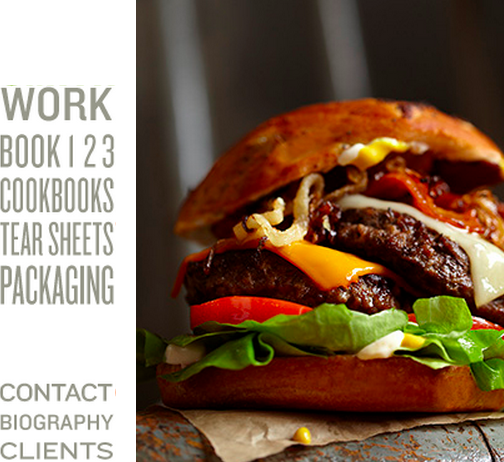 WORK
BOOK | 1 2 3
COOKBOOKS
TEAR SHEETS
PACKAGING
CONTACT
BIOGRAPHY
CLIENTS